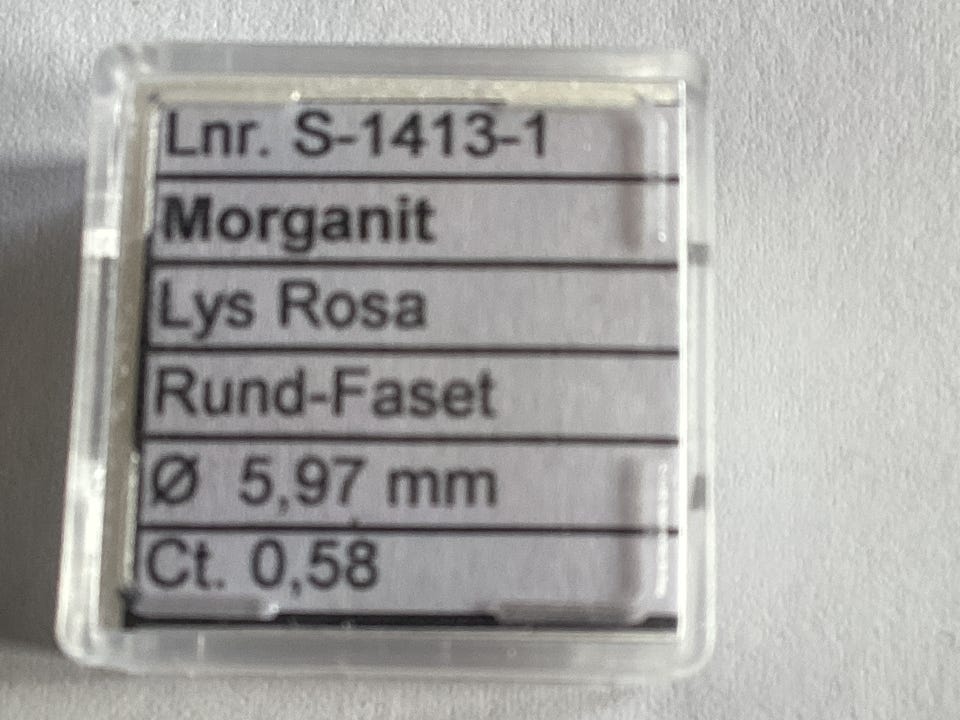 Lnr. S-1413-1
Morganit
Lys Rosa
Rund-Faset
Ø 5,97 mm
Ct. 0,58